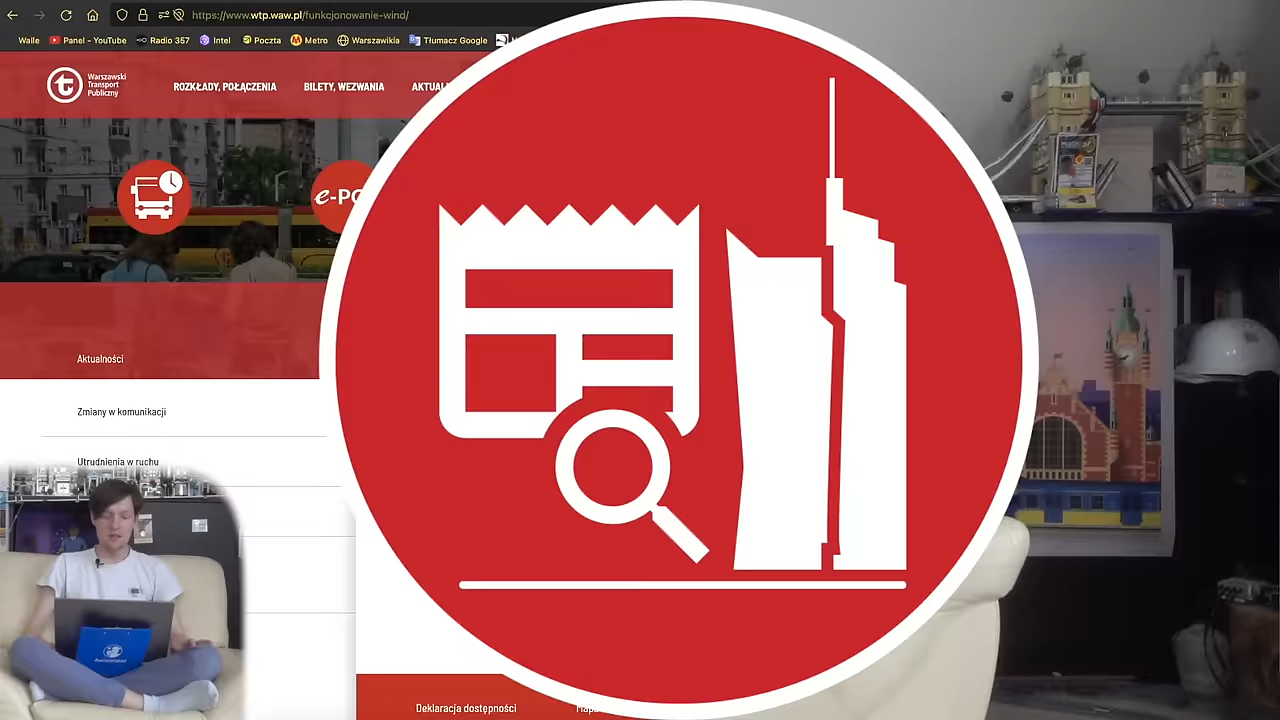 https://www.wtp.waw.pl/funkcjonowanie-wind/
Walle Panel - YouTube Radio 357 Intel Poczta Metro Warszawikia Tłumacz Google
Warszawski
Transport
Publiczny
ROZKŁADY, POŁĄCZENIA BILETY, WEZWANIA
Aktualności
Zmiany w komunikacji
Utrudnienia w ruchu
Deklaracja dostępności